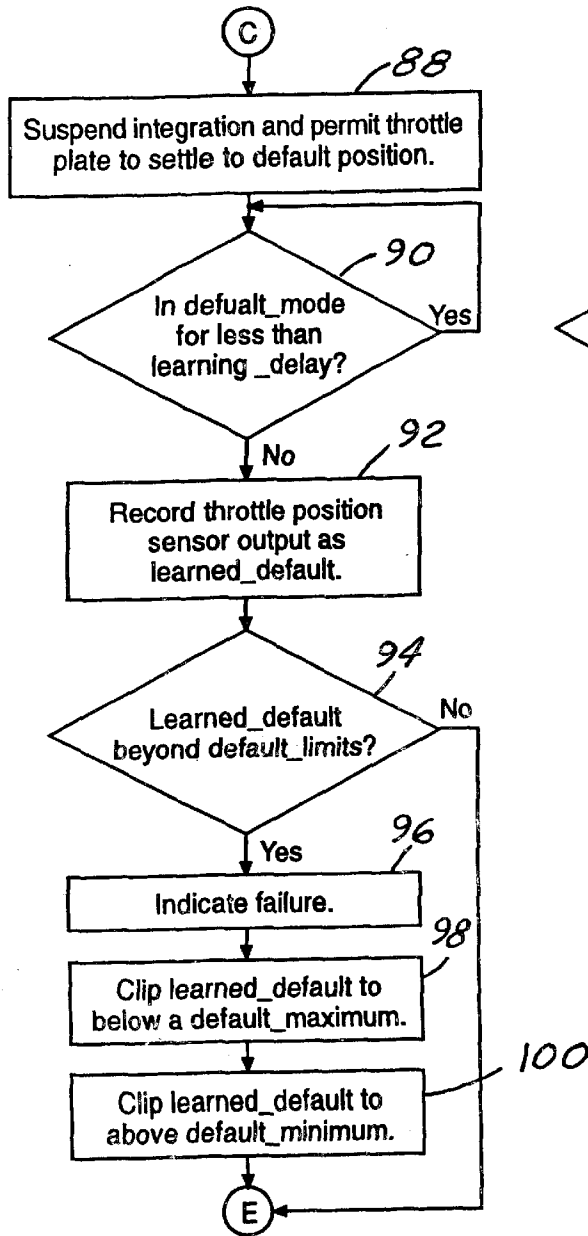 C
88
Suspend integration and permit throttle
plate to settle to default position.
90
In defualt_mode
for less than
learning _delay?
Yes
No
92
Record throttle position
sensor output as
learned_default.
94
Learned_default
beyond default_limits?
No
Yes
96
Indicate failure.
98
Clip learned_default to
below a default_maximum.
100
Clip learned_default to
above default_minimum.
E